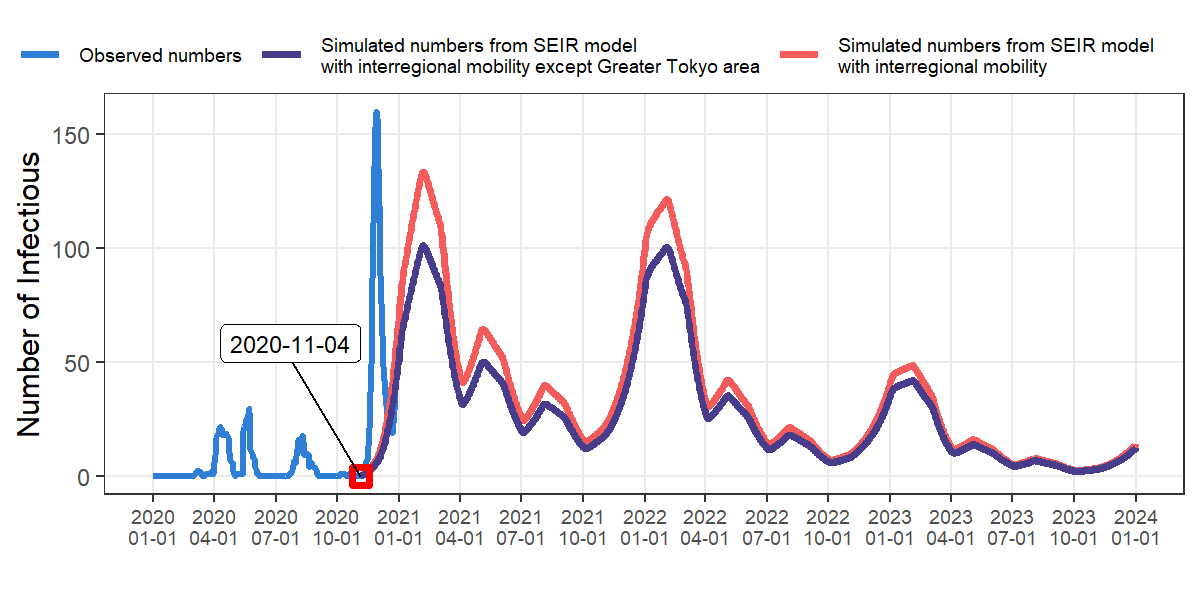 Observed numbers
Simulated numbers from SEIR model
with interregional mobility except Greater Tokyo area
Simulated numbers from SEIR model
with interregional mobility
Number of Infectious
150
100
50
0
2020-11-04
2020 2020 2020 2020 2021 2021 2021 2021 2022 2022 2022 2022 2023 2023 2023 2023 2024
01-01 04-01 07-01 10-01 01-01 04-01 07-01 10-01 01-01 04-01 07-01 10-01 01-01 04-01 07-01 10-01 01-01